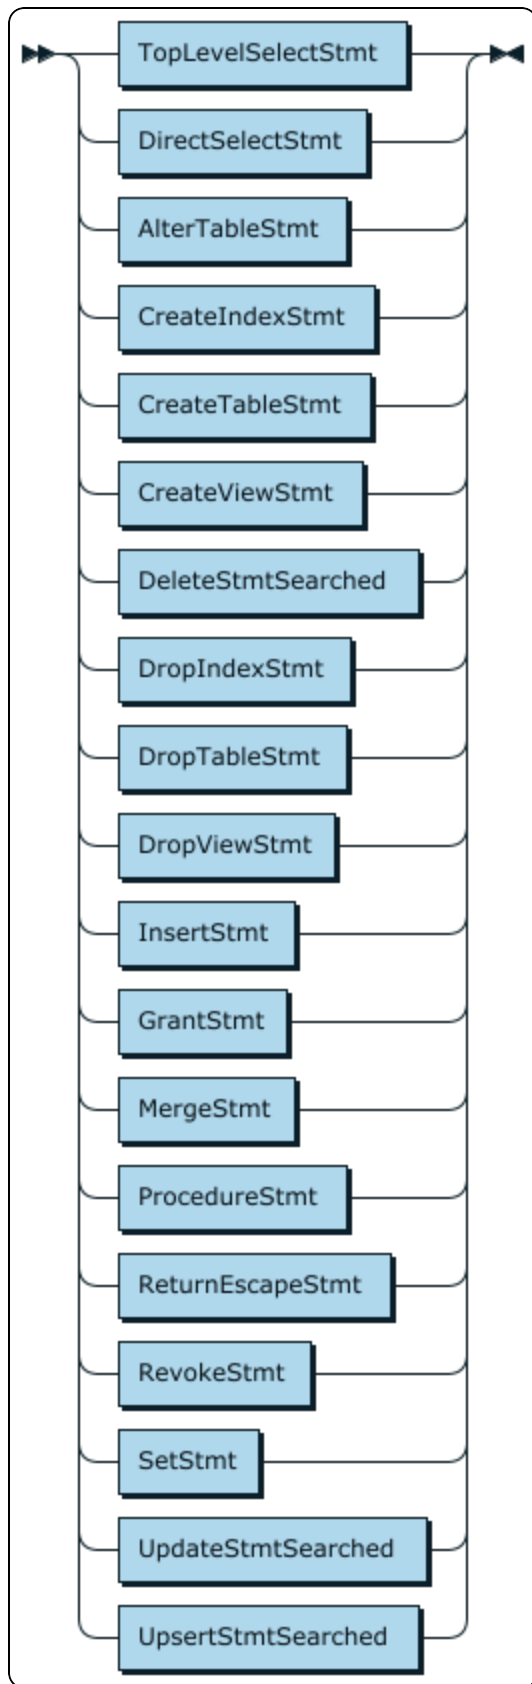 TopLevelSelectStmt
DirectSelectStmt
AlterTableStmt
CreateIndexStmt
CreateTableStmt
CreateViewStmt
DeleteStmtSearched
DropIndexStmt
DropTableStmt
DropViewStmt
InsertStmt
GrantStmt
MergeStmt
ProcedureStmt
ReturnEscapeStmt
RevokeStmt
SetStmt
UpdateStmtSearched
UpsertStmtSearched